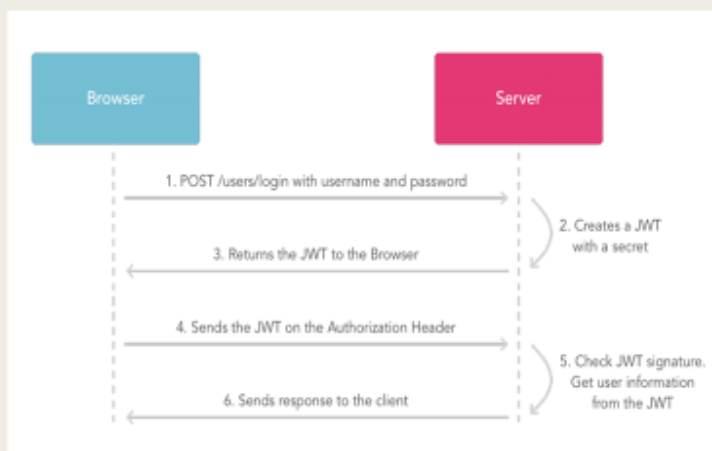 Browser
Server
1. POST /users/login with username and password
2. Creates a JWT
with a secret
3. Returns the JWT to the Browser
4. Sends the JWT on the Authorization Header
5. Check JWT signature.
Get user information
from the JWT
6. Sends response to the client